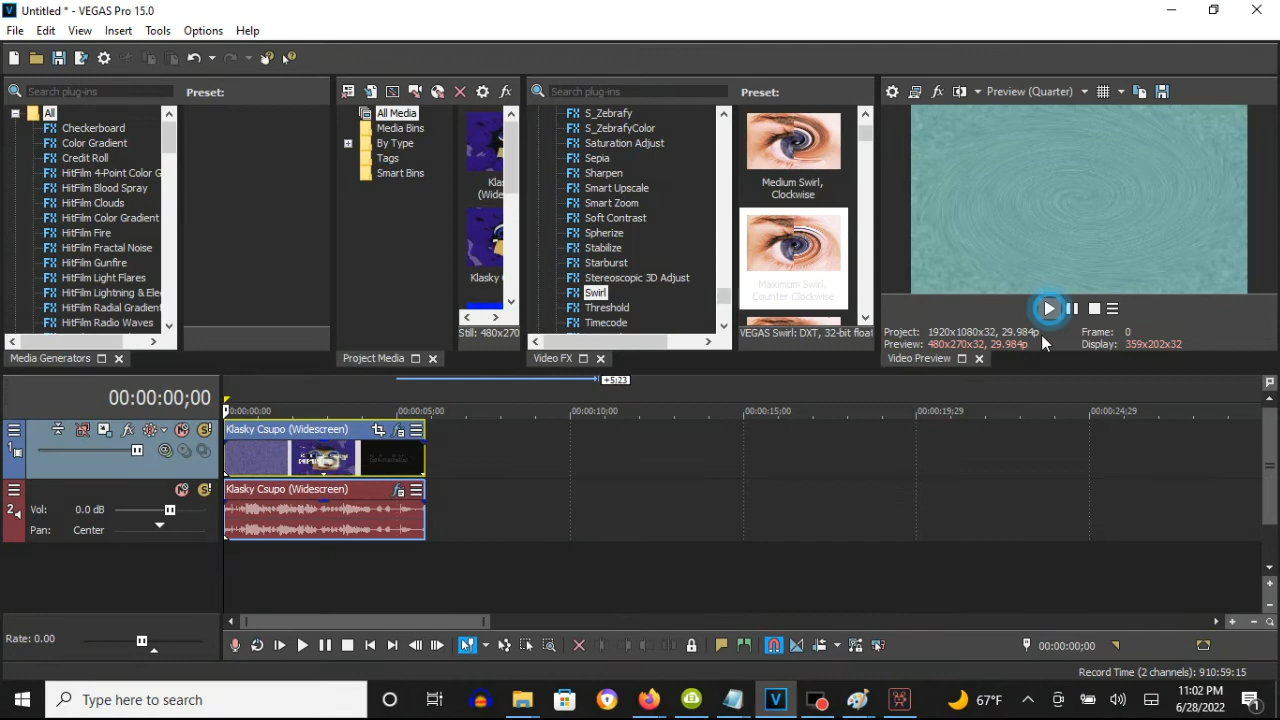 Untitled * - VEGAS Pro 15.0
File Edit View Insert Tools Options Help
Search plug-ins
Preset:
All
Checkerboard
Color Gradient
Credit Roll
HitFilm 4-Point Color G
HitFilm Blood Spray
HitFilm Clouds
HitFilm Color Gradient
HitFilm Fire
HitFilm Fractal Noise
HitFilm Gunfire
HitFilm Light Flares
HitFilm Lightning & Ele
HitFilm Radial Gradient
HitFilm Radio Waves
Media Generators
All Media
Media Bins
By Type
Tags
Smart Bins
Klas
(Wides
Klasky C
Still: 480x270
Project Media
Search plug-ins
Preset:
S_Zebrafy
S_ZebrafyColor
Saturation Adjust
Sepia
Sharpen
Smart Upscale
Smart Zoom
Soft Contrast
Spherize
Stabilize
Starburst
Stereoscopic 3D Adjust
Swirl
Threshold
Timecode
Medium Swirl,
Clockwise
Maximum Swirl,
Counter Clockwise
VEGAS Swirl: DXT, 32-bit float
Video FX
Preview (Quarter)
Project: 1920x1080x32, 29.984p
Frame: 0
Preview: 480x270x32, 29.984p
Display: 359x202x32
Video Preview
00:00:00;00
+5:23
00:00:00;00 00:00:05;00 00:00:10;00 00:00:15;00 00:00:19;29 00:00:24;29
Klasky Csupo (Widescreen)
1
Klasky Csupo (Widescreen)
2
Vol: 0.0 dB
Pan: Center
Rate: 0.00
00:00:00;00
Record Time (2 channels): 910:59:15
Type here to search
67°F
11:02 PM
6/28/2022
1